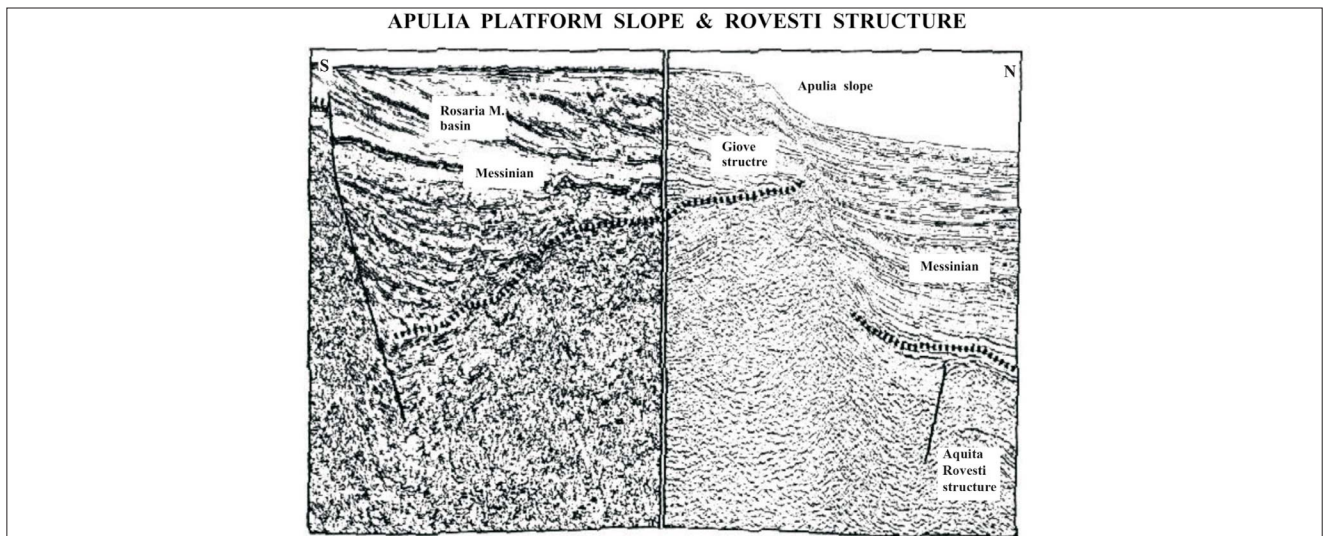 APULIA PLATFORM SLOPE & ROVESTI STRUCTURE
S
N
Apulia slope
Rosaria M.
basin
Giove
structre
Messinian
Messinian
Aquita
Rovesti
structure